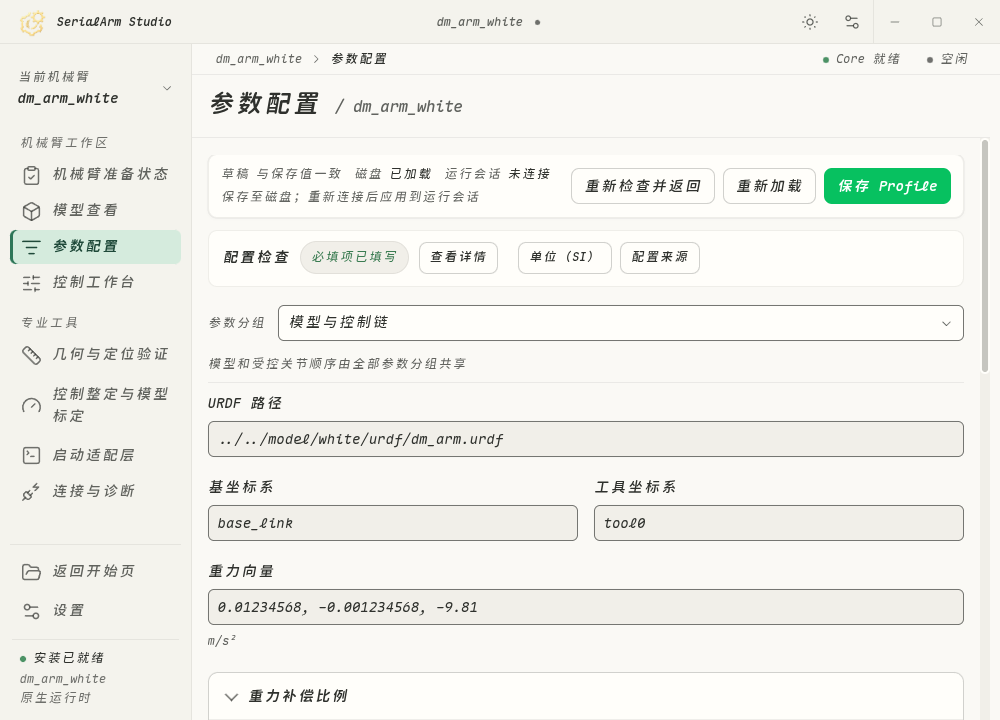 SerialArm Studio
dm_arm_white
当前机械臂
dm_arm_white
机械臂工作区
机械臂准备状态
模型查看
参数配置
控制工作台
专业工具
几何与定位验证
控制整定与模型
标定
启动适配层
连接与诊断
返回开始页
设置
安装已就绪
dm_arm_white
原生运行时
dm_arm_white > 参数配置
Core 就绪
空闲
参数配置 / dm_arm_white
草稿 与保存值一致 磁盘 已加载 运行会话 未连接
保存至磁盘; 重新连接后应用到运行会话
重新检查并返回
重新加载
保存 Profile
配置检查
必填项已填写
查看详情
单位 (SI)
配置来源
参数分组
模型与控制链
模型和受控关节顺序由全部参数分组共享
URDF 路径
../../model/white/urdf/dm_arm.urdf
基坐标系
工具坐标系
base_link
tool0
重力向量
0.01234568, -0.001234568, -9.81
m/s²
重力补偿比例